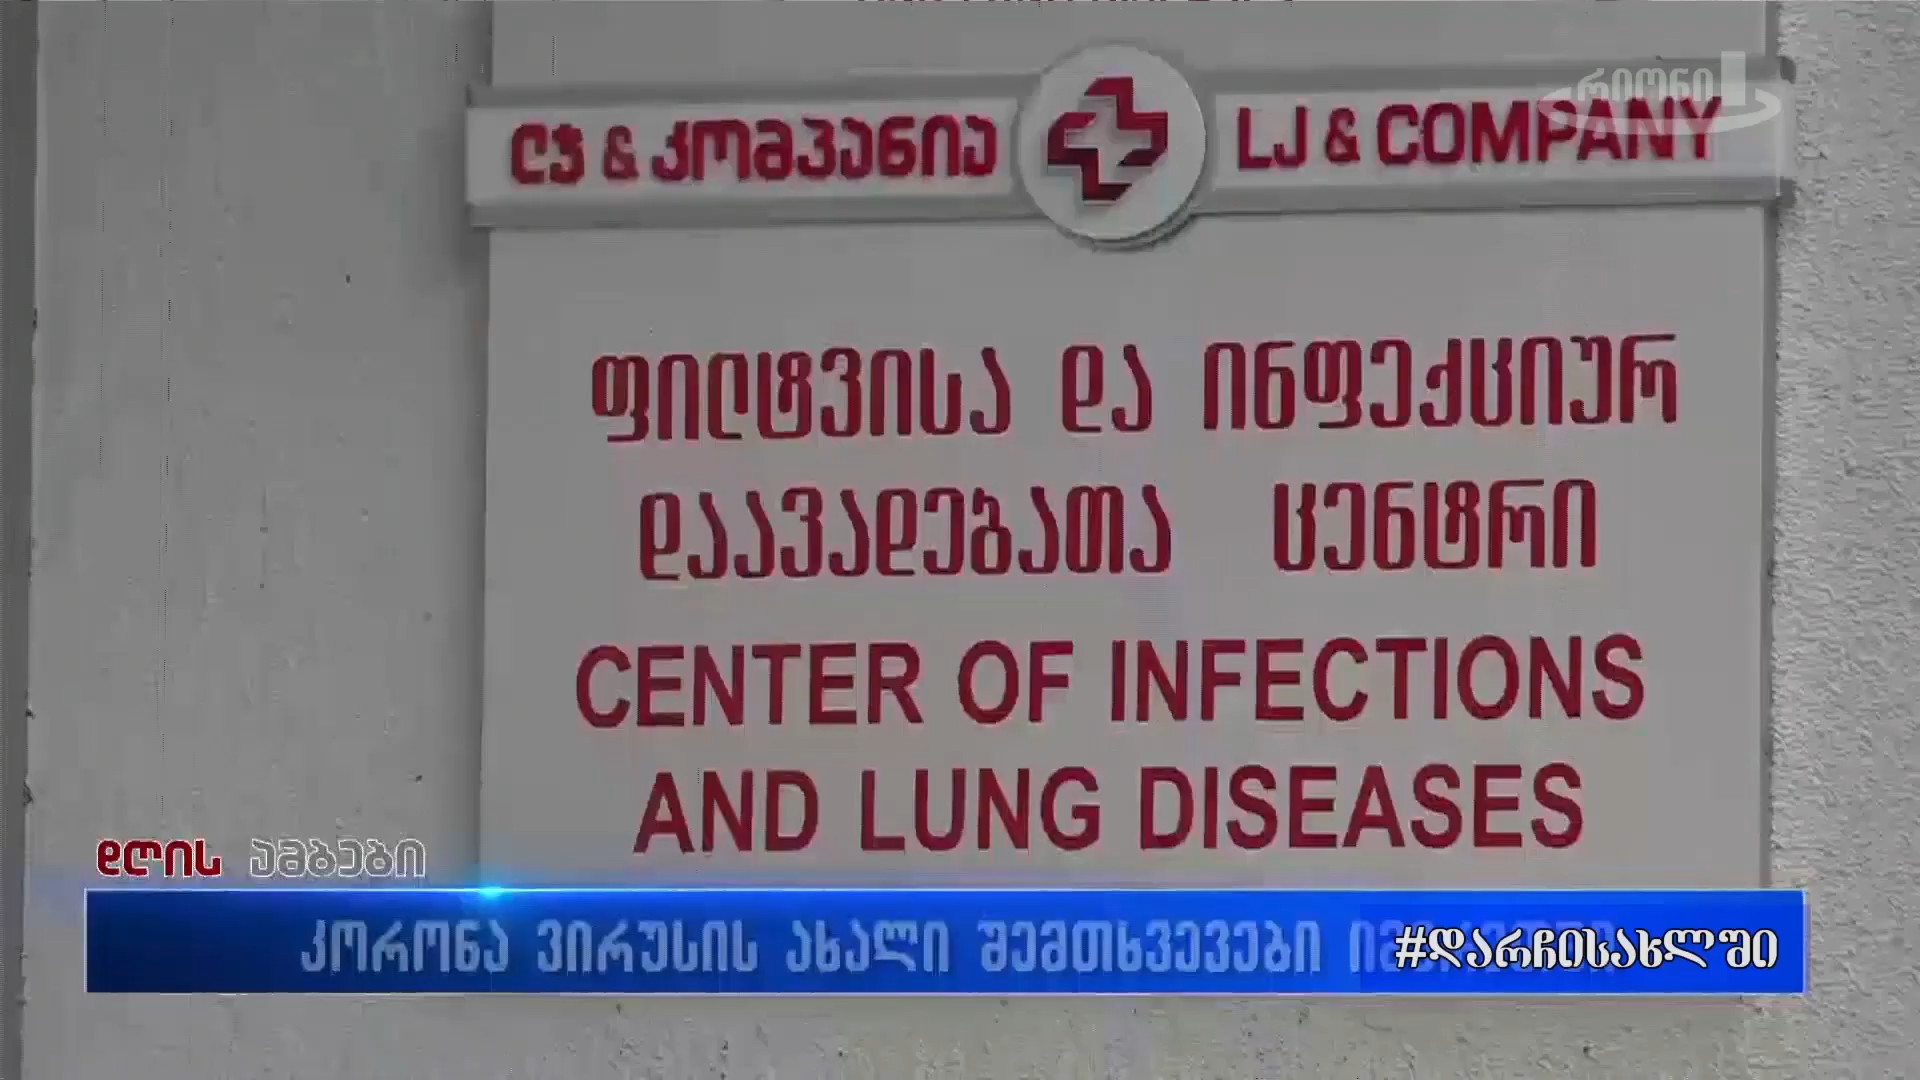 რიონი
ლჯ & კომპანია LJ & COMPANY
ფილტვისა და ინფექციურ
დაავადებათა ცენტრი
CENTER OF INFECTIONS
AND LUNG DISEASES
დღის ამბები
კორონა ვირუსის ახალი შემთხვევები
#დარჩისახლში